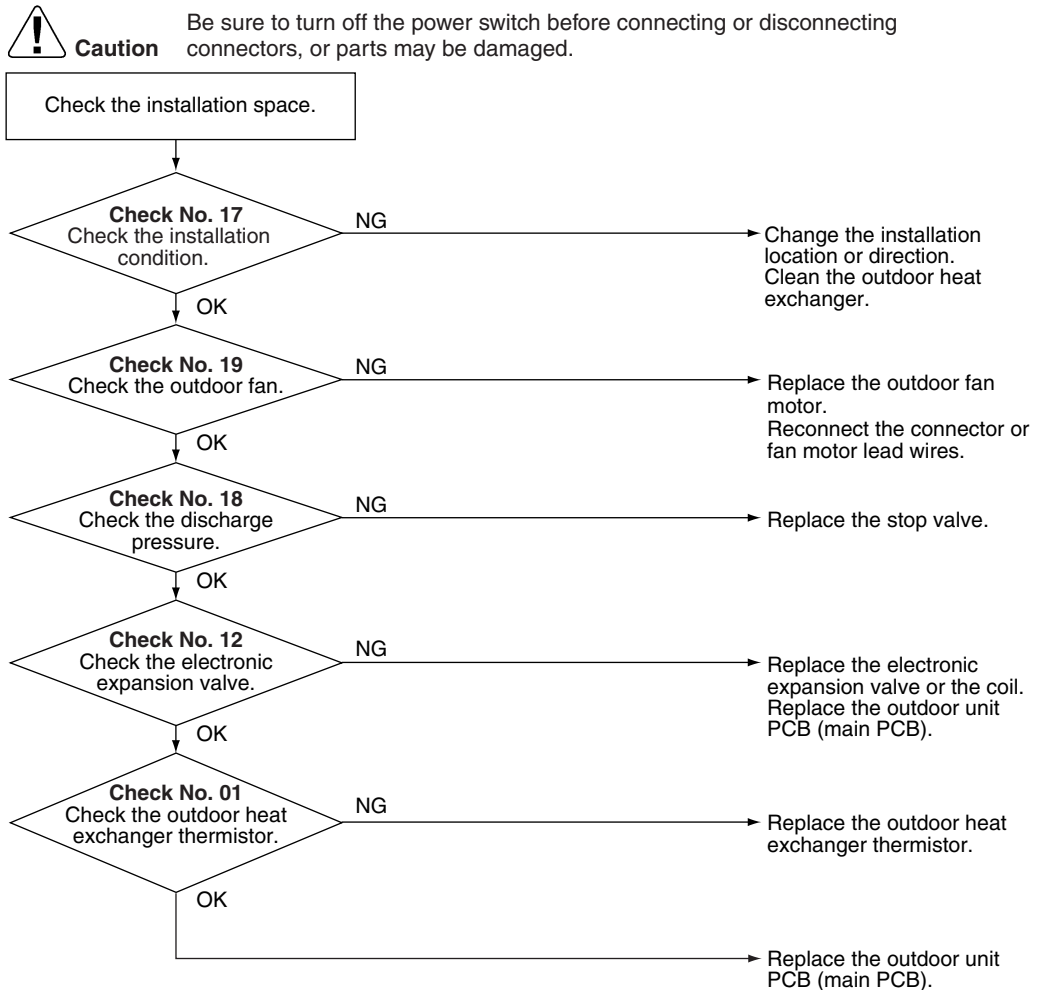 Be sure to turn off the power switch before connecting or disconnecting
Caution connectors, or parts may be damaged.
Check the installation space.
Check No. 17
Check the installation
condition.
NG
Change the installation
location or direction.
Clean the outdoor heat
exchanger.
OK
Check No. 19
Check the outdoor fan.
NG
Replace the outdoor fan
motor.
Reconnect the connector or
fan motor lead wires.
OK
Check No. 18
Check the discharge
pressure.
NG
Replace the stop valve.
OK
Check No. 12
Check the electronic
expansion valve.
NG
Replace the electronic
expansion valve or the coil.
Replace the outdoor unit
PCB (main PCB).
OK
Check No. 01
Check the outdoor heat
exchanger thermistor.
NG
Replace the outdoor heat
exchanger thermistor.
OK
Replace the outdoor unit
PCB (main PCB).